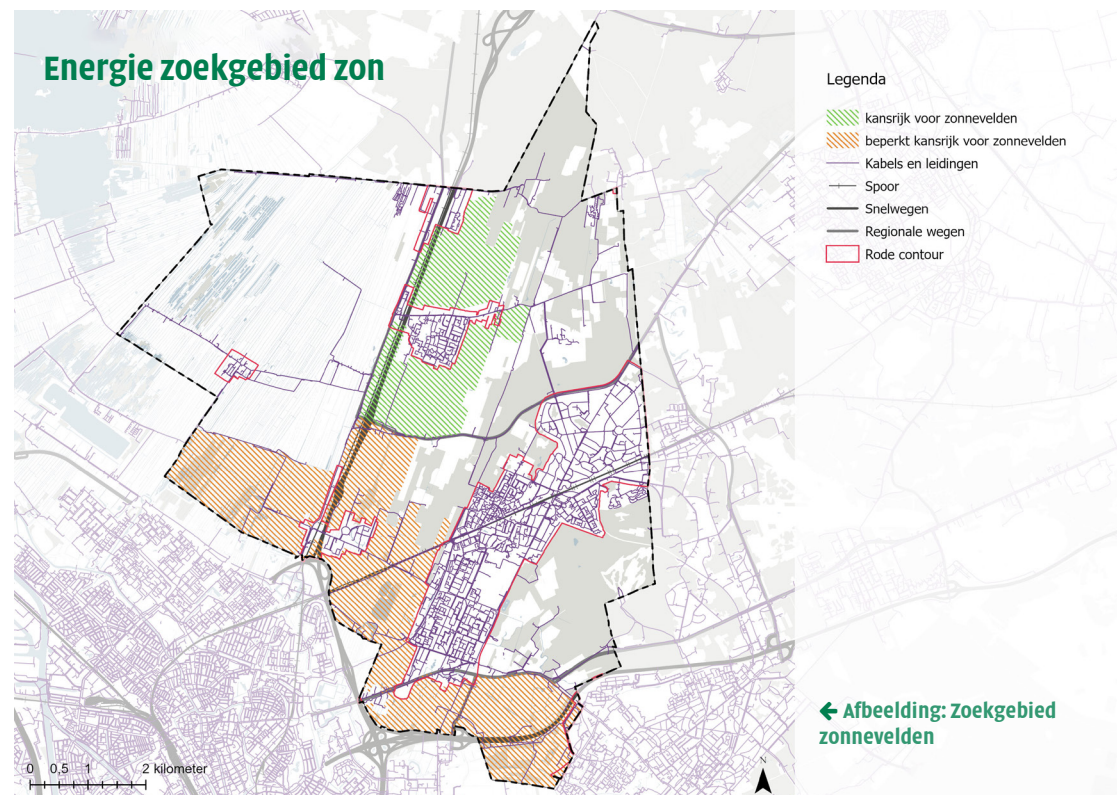 Energie zoekgebied zon
Legenda
kansrijk voor zonnevelden
beperkt kansrijk voor zonnevelden
Kabels en leidingen
Spoor
Snelwegen
Regionale wegen
Rode contour
← Afbeelding: Zoekgebied
zonnevelden
0 0,5 1 2 kilometer
N